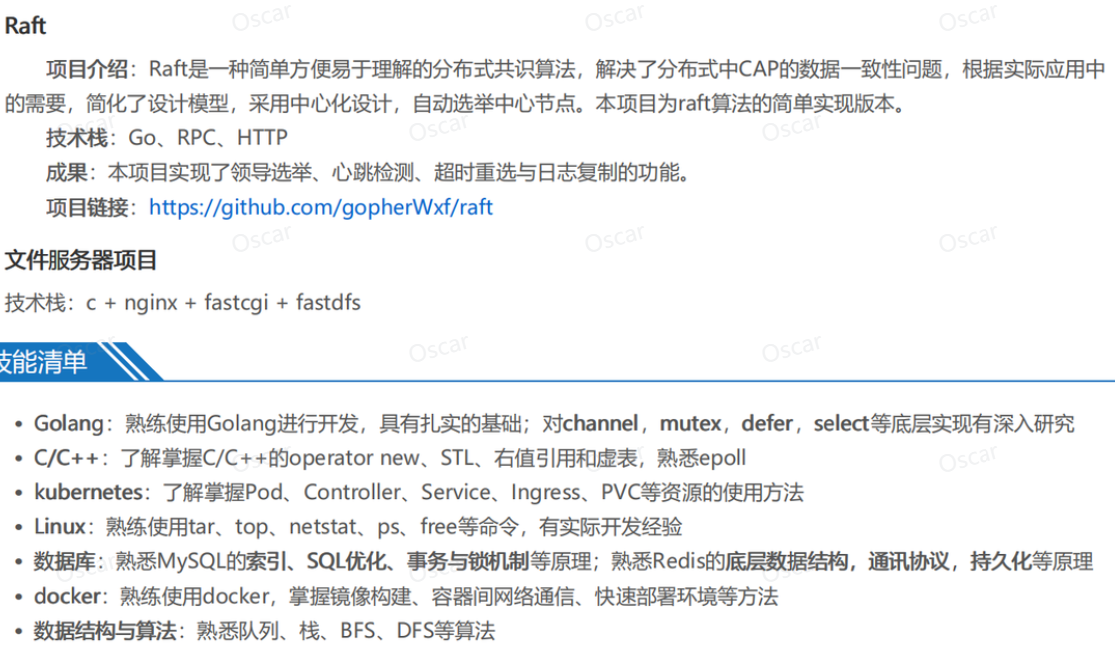 Raft
项目介绍：Raft是一种简单方便易于理解的分布式共识算法，解决了分布式中CAP的数据一致性问题，根据实际应用中
的需要，简化了设计模型，采用中心化设计，自动选举中心节点。本项目为raft算法的简单实现版本。
技术栈：Go、RPC、HTTP
成果：本项目实现了领导选举、心跳检测、超时重选与日志复制的功能。
项目链接：https://github.com/gopherWxf/raft
文件服务器项目
技术栈：c + nginx + fastcgi + fastdfs
技能清单
• Golang：熟练使用Golang进行开发，具有扎实的基础；对channel，mutex，defer，select等底层实现有深入研究
• C/C++：了解掌握C/C++的operator new、STL、右值引用和虚表，熟悉epoll
• kubernetes：了解掌握Pod、Controller、Service、Ingress、PVC等资源的使用方法
• Linux：熟练使用tar、top、netstat、ps、free等命令，有实际开发经验
• 数据库：熟悉MySQL的索引、SQL优化、事务与锁机制等原理；熟悉Redis的底层数据结构，通讯协议，持久化等原理
• docker：熟练使用docker，掌握镜像构建、容器间网络通信、快速部署环境等方法
• 数据结构与算法：熟悉队列、栈、BFS、DFS等算法
Oscar